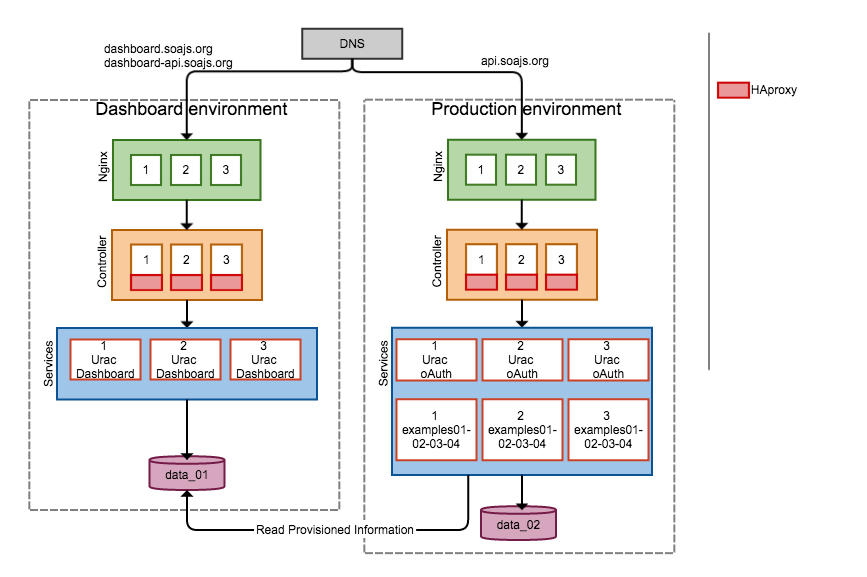 DNS
dashboard.soajs.org
dashboard-api.soajs.org
api.soajs.org
HAproxy
Dashboard environment
Nginx
1 2 3
Controller
1 2 3
Services
1
Urac
Dashboard
2
Urac
Dashboard
3
Urac
Dashboard
data_01
Production environment
Nginx
1 2 3
Controller
1 2 3
Services
1
Urac
oAuth
2
Urac
oAuth
3
Urac
oAuth
1
examples01-
02-03-04
2
examples01-
02-03-04
3
examples01-
02-03-04
data_02
Read Provisioned Information